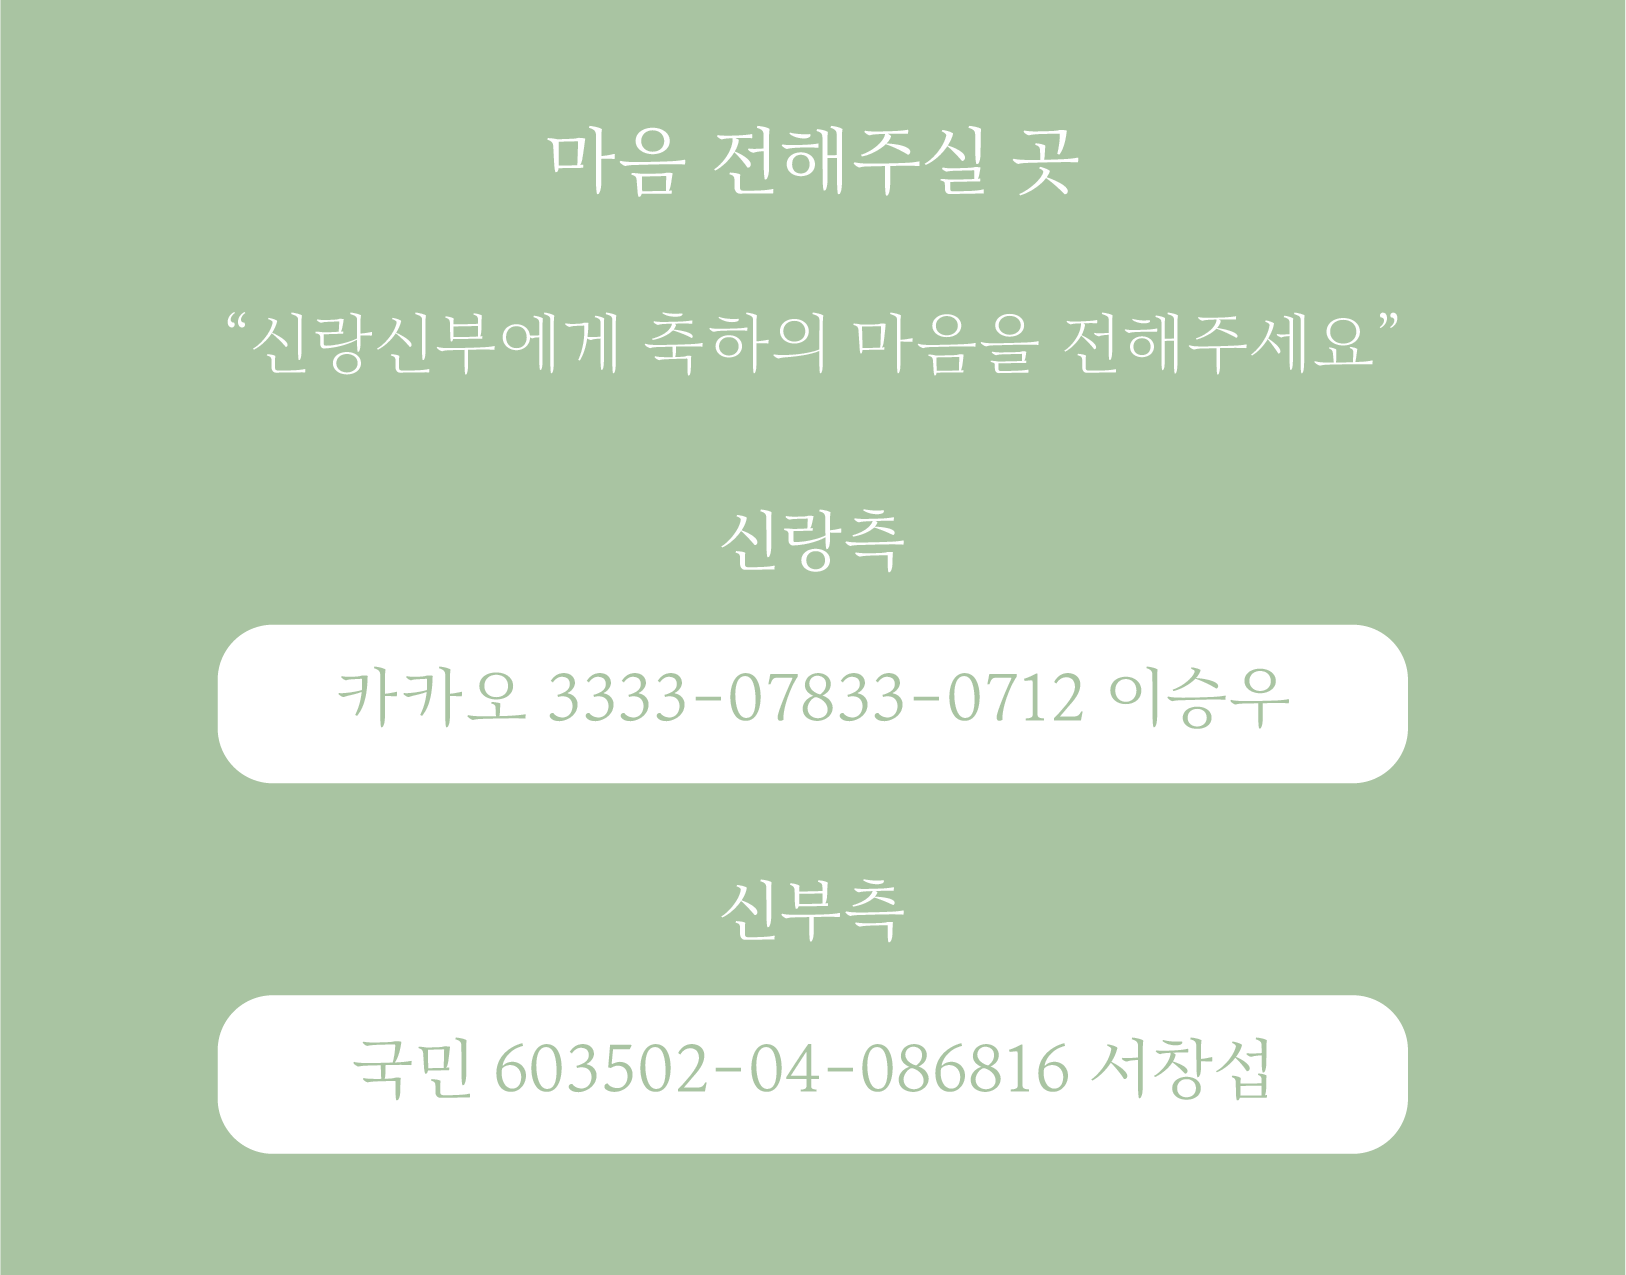 마음 전해주실 곳
“신랑신부에게 축하의 마음을 전해주세요”
신랑측
카카오 3333-07833-0712 이승우
신부측
국민 603502-04-086816 서창섭